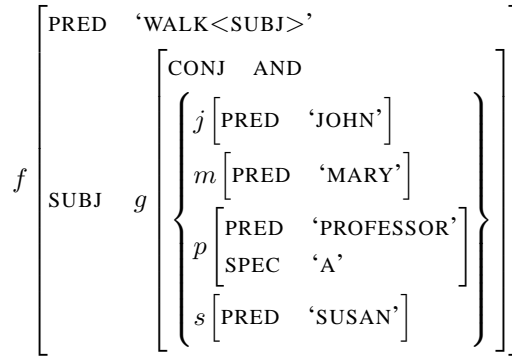 PRED ‘WALK<SUBJ>’
CONJ AND
j [PRED ‘JOHN’]
m [PRED ‘MARY’]
f SUBJ g
p [PRED ‘PROFESSOR’
SPEC ‘A’]
s [PRED ‘SUSAN’]